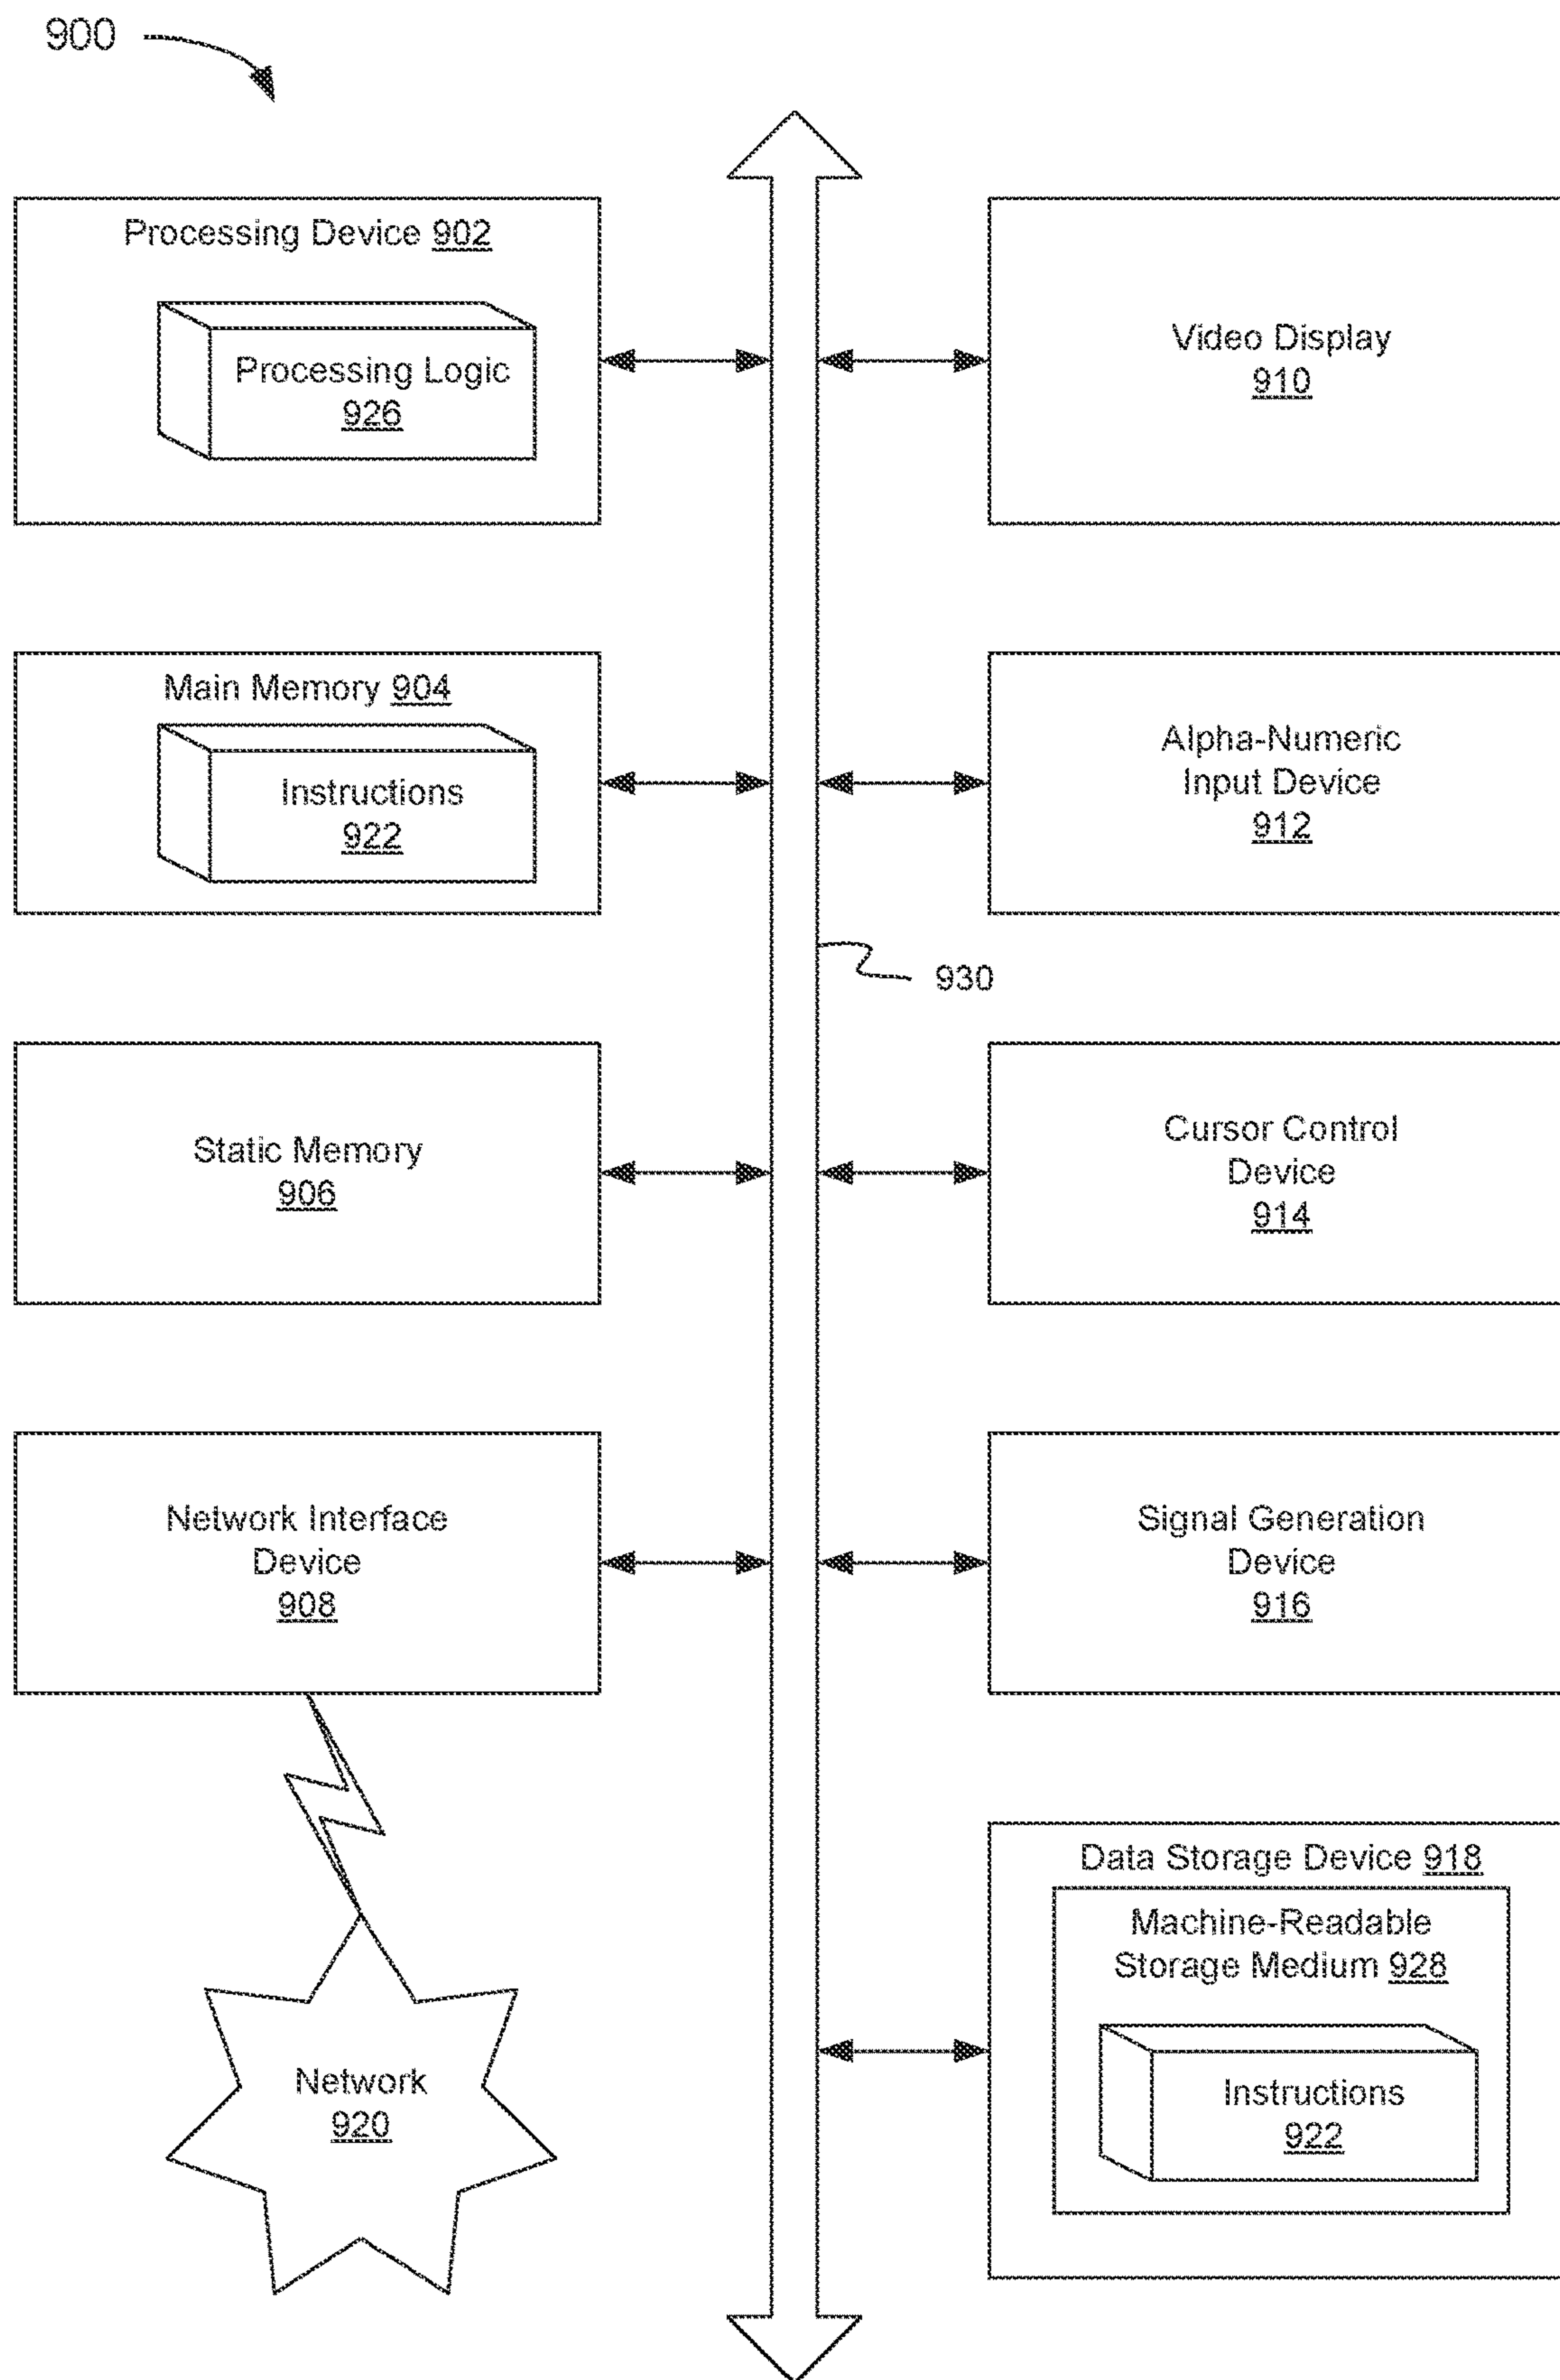 900
Processing Device 902
Processing Logic
926
Video Display
910
Main Memory 904
Instructions
922
Alpha-Numeric
Input Device
912
930
Static Memory
906
Cursor Control
Device
914
Network Interface
Device
908
Signal Generation
Device
916
Data Storage Device 918
Machine-Readable
Storage Medium 928
Instructions
922
Network
920